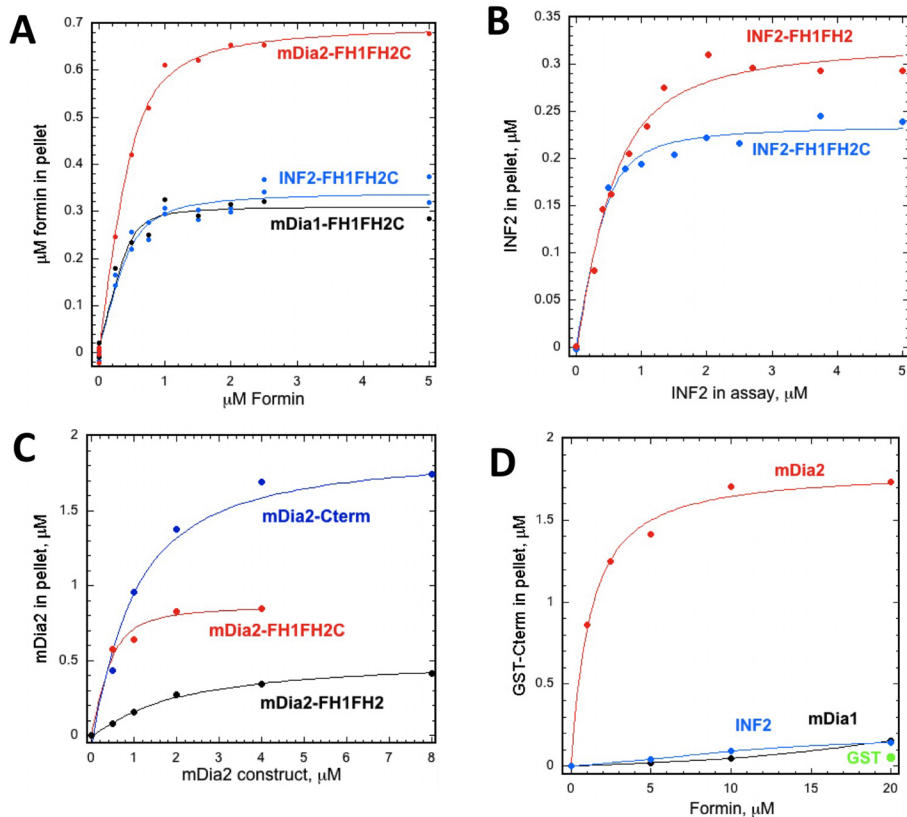 A
μM formin in pellet
0.7
0.6
0.5
0.4
0.3
0.2
0.1
0
mDia2-FH1FH2C
INF2-FH1FH2C
mDia1-FH1FH2C
0 1 2 3 4 5
μM Formin
B
INF2 in pellet, μM
0.35
0.3
0.25
0.2
0.15
0.1
0.05
0
INF2-FH1FH2
INF2-FH1FH2C
0 1 2 3 4 5
INF2 in assay, μM
C
mDia2 in pellet, μM
2
1.5
1
0.5
0
mDia2-Cterm
mDia2-FH1FH2C
mDia2-FH1FH2
0 1 2 3 4 5 6 7 8
mDia2 construct, μM
D
GST-Cterm in pellet, μM
2
1.5
1
0.5
0
mDia2
mDia1
INF2
GST
0 5 10 15 20
Formin, μM